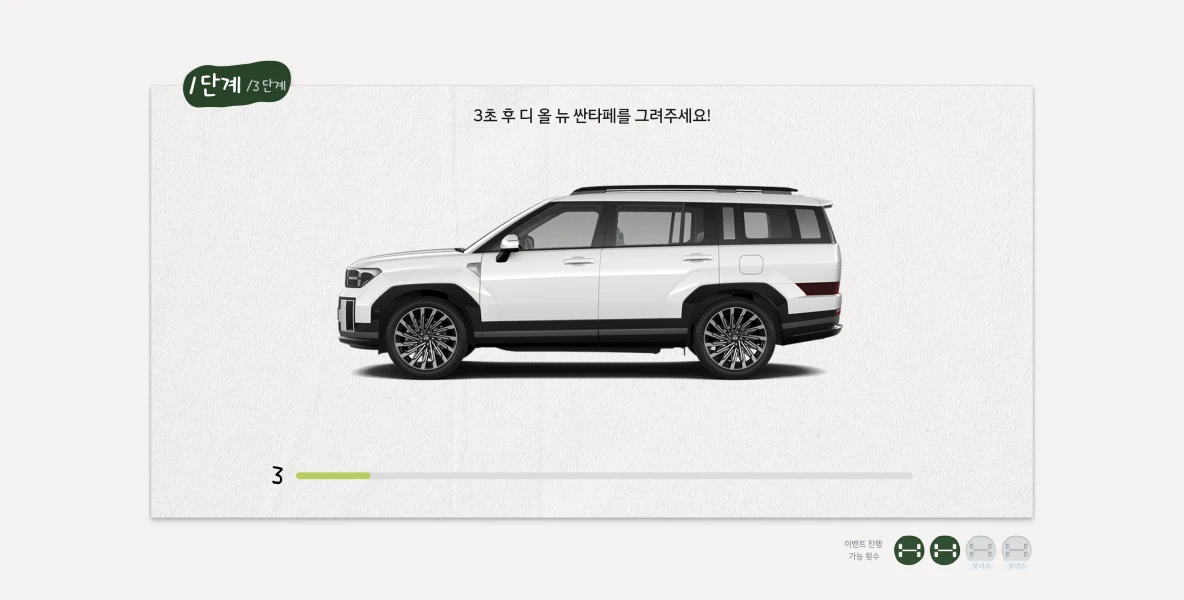 1단계 /3단계
3초 후 디 올 뉴 싼타페를 그려주세요!
3
이벤트 진행
가능 횟수
보너스 보너스